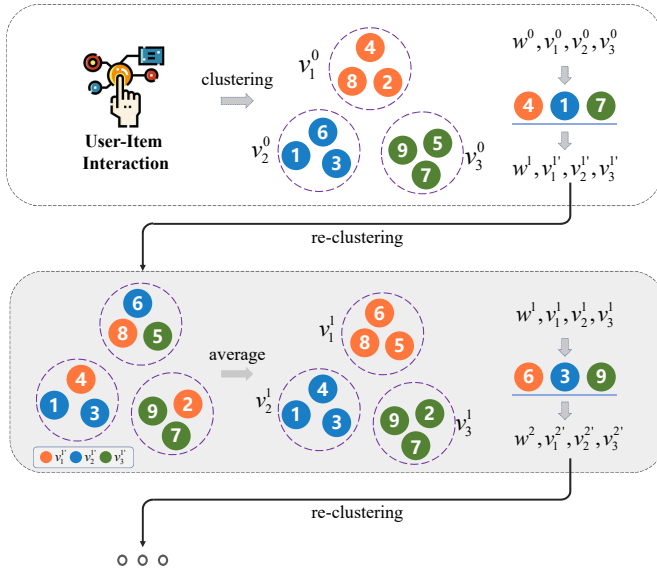 User-Item
Interaction
clustering
v_1^0
4
8 2
v_2^0
6
1 3
v_3^0
9 5
7
w^0, v_1^0, v_2^0, v_3^0
4 1 7
w^1, v_1^{1'}, v_2^{1'}, v_3^{1'}
re-clustering
6
8 5
4
1 3
9 2
7
v_1^{1'} v_2^{1'} v_3^{1'}
average
v_1^1
6
8 5
v_2^1
4
1 3
v_3^1
9 2
7
w^1, v_1^1, v_2^1, v_3^1
6 3 9
w^2, v_1^{2'}, v_2^{2'}, v_3^{2'}
re-clustering